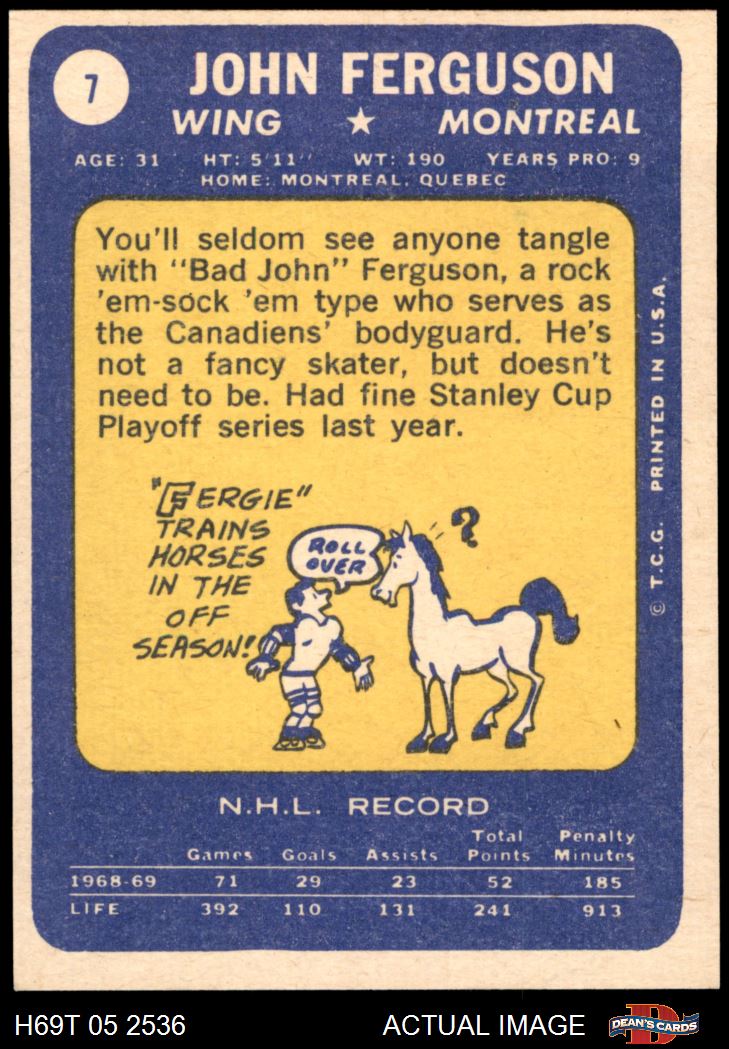 7
JOHN FERGUSON
WING ★ MONTREAL
AGE: 31 HT: 5'11" WT: 190 YEARS PRO: 9
HOME: MONTREAL, QUEBEC
You'll seldom see anyone tangle
with "Bad John" Ferguson, a rock
'em-sock 'em type who serves as
the Canadiens' bodyguard. He's
not a fancy skater, but doesn't
need to be. Had fine Stanley Cup
Playoff series last year.
"FERGIE"
TRAINS
HORSES
IN THE
OFF
SEASON!
ROLL
OVER
?
© T.C.G. PRINTED IN U.S.A.
N.H.L. RECORD
Total Penalty
Games Goals Assists Points Minutes
1968-69 71 29 23 52 185
LIFE 392 110 131 241 913
H69T 05 2536 ACTUAL IMAGE
DEAN'S CARDS